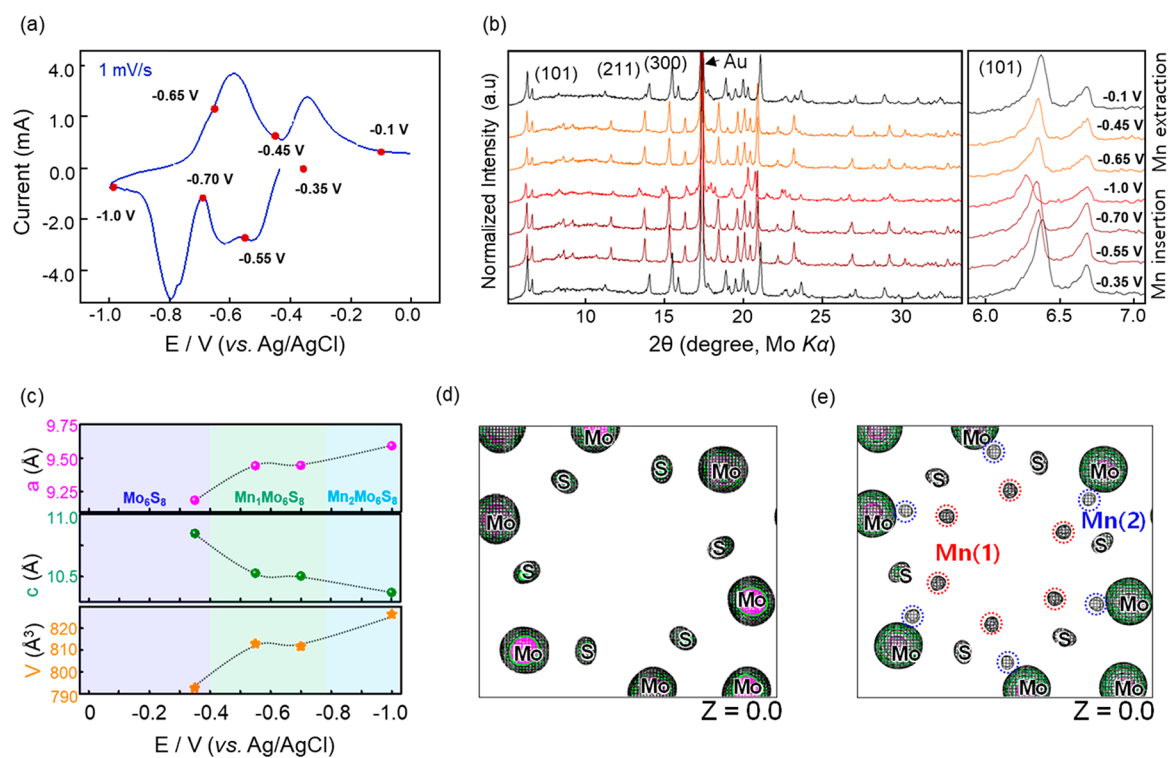 (a)
1 mV/s
4.0
1.0
0.0
-2.0
-4.0
Current (mA)
-0.65 V
-0.1 V
-0.45 V
-0.70 V
-0.35 V
-1.0 V
-0.55 V
-1.0
-0.8
-0.6
-0.4
-0.2
0.0
E / V (vs. Ag/AgCl)
(b)
Normalized Intensity (a.u)
(101)
(211)
(300)
Au
10
15
20
25
30
2θ (degree, Mo Kα)
(101)
-0.1 V
-0.45 V
-0.65 V
-1.0 V
-0.70 V
-0.55 V
-0.35 V
5.8
6.4
7.0
Mn insertion
Mn extraction
(c)
9.75
9.50
9.25
a (Å)
Mo6S8
Mn1Mo6S8
Mn2Mo6S8
11.0
10.5
c (Å)
820
810
800
790
V (Å³)
0
-0.2
-0.4
-0.6
-0.8
-1.0
E / V (vs. Ag/AgCl)
(d)
Mo
S
S
Mo
Mo
S
S
Mo
Mo
S
S
Mo
Mo
Z = 0.0
(e)
Mo
S
S
Mo
Mo
Mn(2)
Mn(1)
S
S
Mo
Mo
S
S
Mo
Mo
Z = 0.0